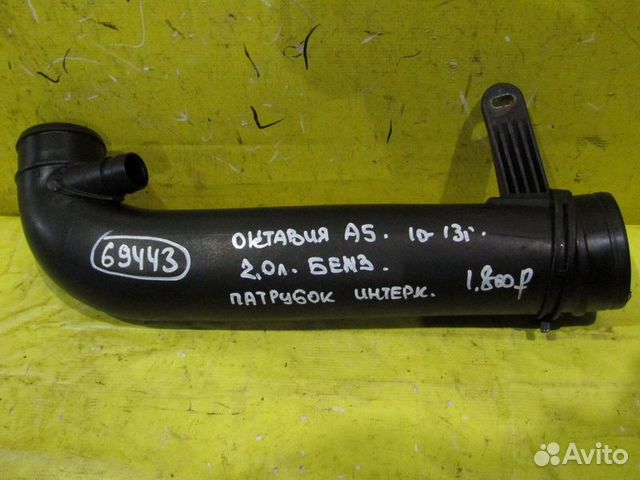 69443
ОКТАВИЯ А5. 10-13г.
2,0л. БЕНЗ.
ПАТРУБОК ИНТЕРК.
1.800р
Avito